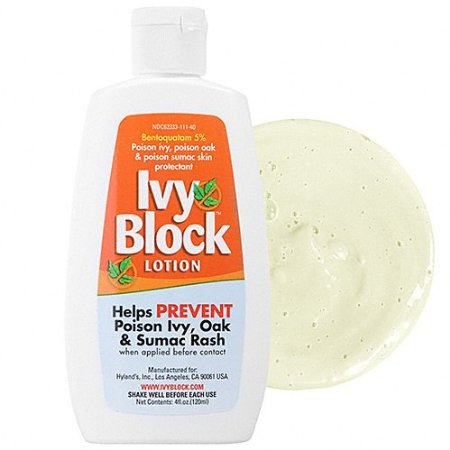 NDC62333-111-40
Bentoquatam 5%
Poison ivy, poison oak
& poison sumac skin
protectant
Ivy
Block™
LOTION
Helps PREVENT
Poison Ivy, Oak
& Sumac Rash
when applied before contact
Manufactured for:
Hyland's, Inc., Los Angeles, CA 90061 USA
WWW.IVYBLOCK.COM
SHAKE WELL BEFORE EACH USE
Net Contents: 4fl.oz.(120ml)